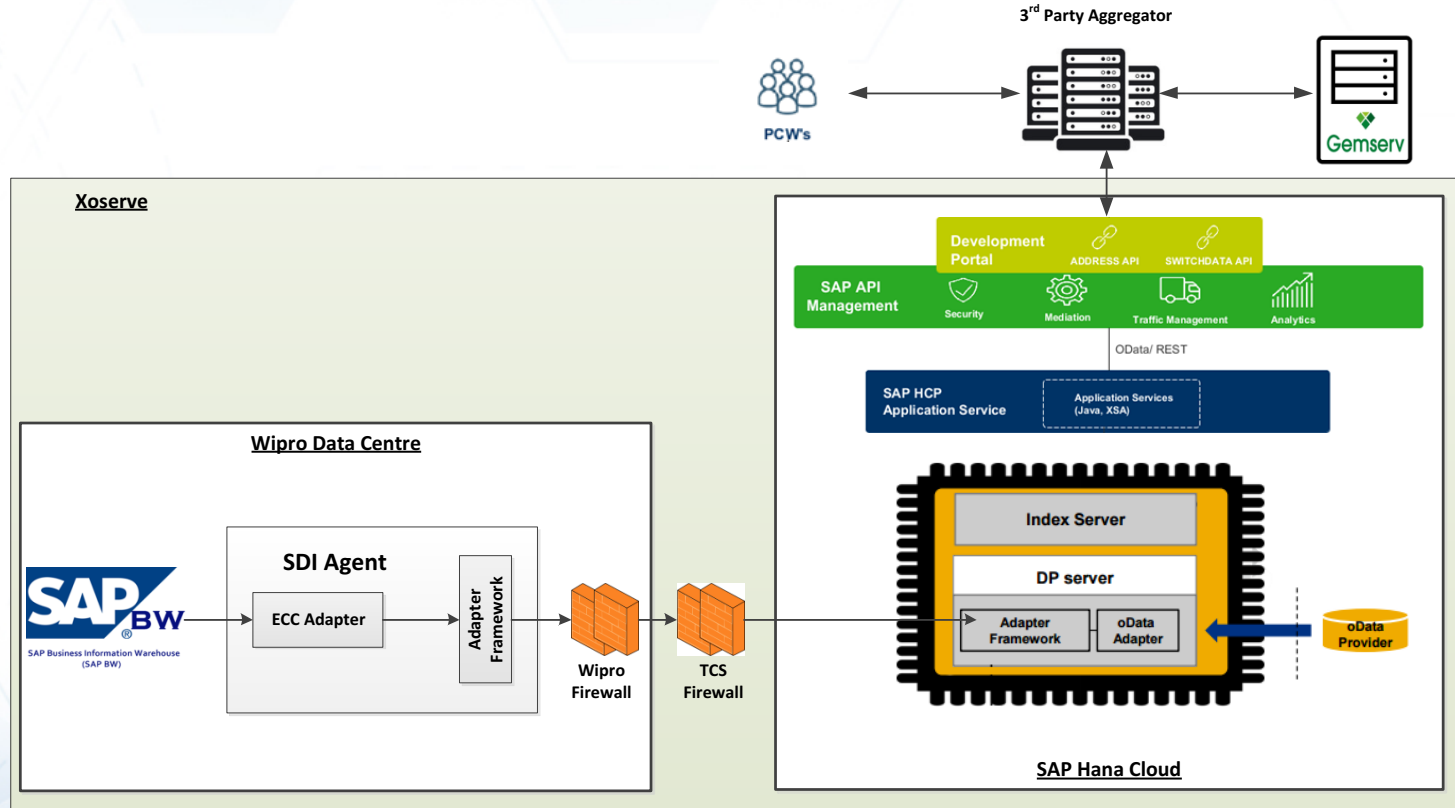 3rd Party Aggregator
PCW's
Gemserv
Xoserve
Development
Portal
ADDRESS API
SWITCHDATA API
SAP API
Management
Security
Mediation
Traffic Management
Analytics
OData/ REST
SAP HCP
Application Service
Application Services
(Java, XSA)
Wipro Data Centre
SDI Agent
ECC Adapter
Adapter
Framework
SAP BW
®
SAP Business Information Warehouse
(SAP BW)
Wipro
Firewall
TCS
Firewall
Index Server
DP server
Adapter
Framework
oData
Adapter
oData
Provider
SAP Hana Cloud